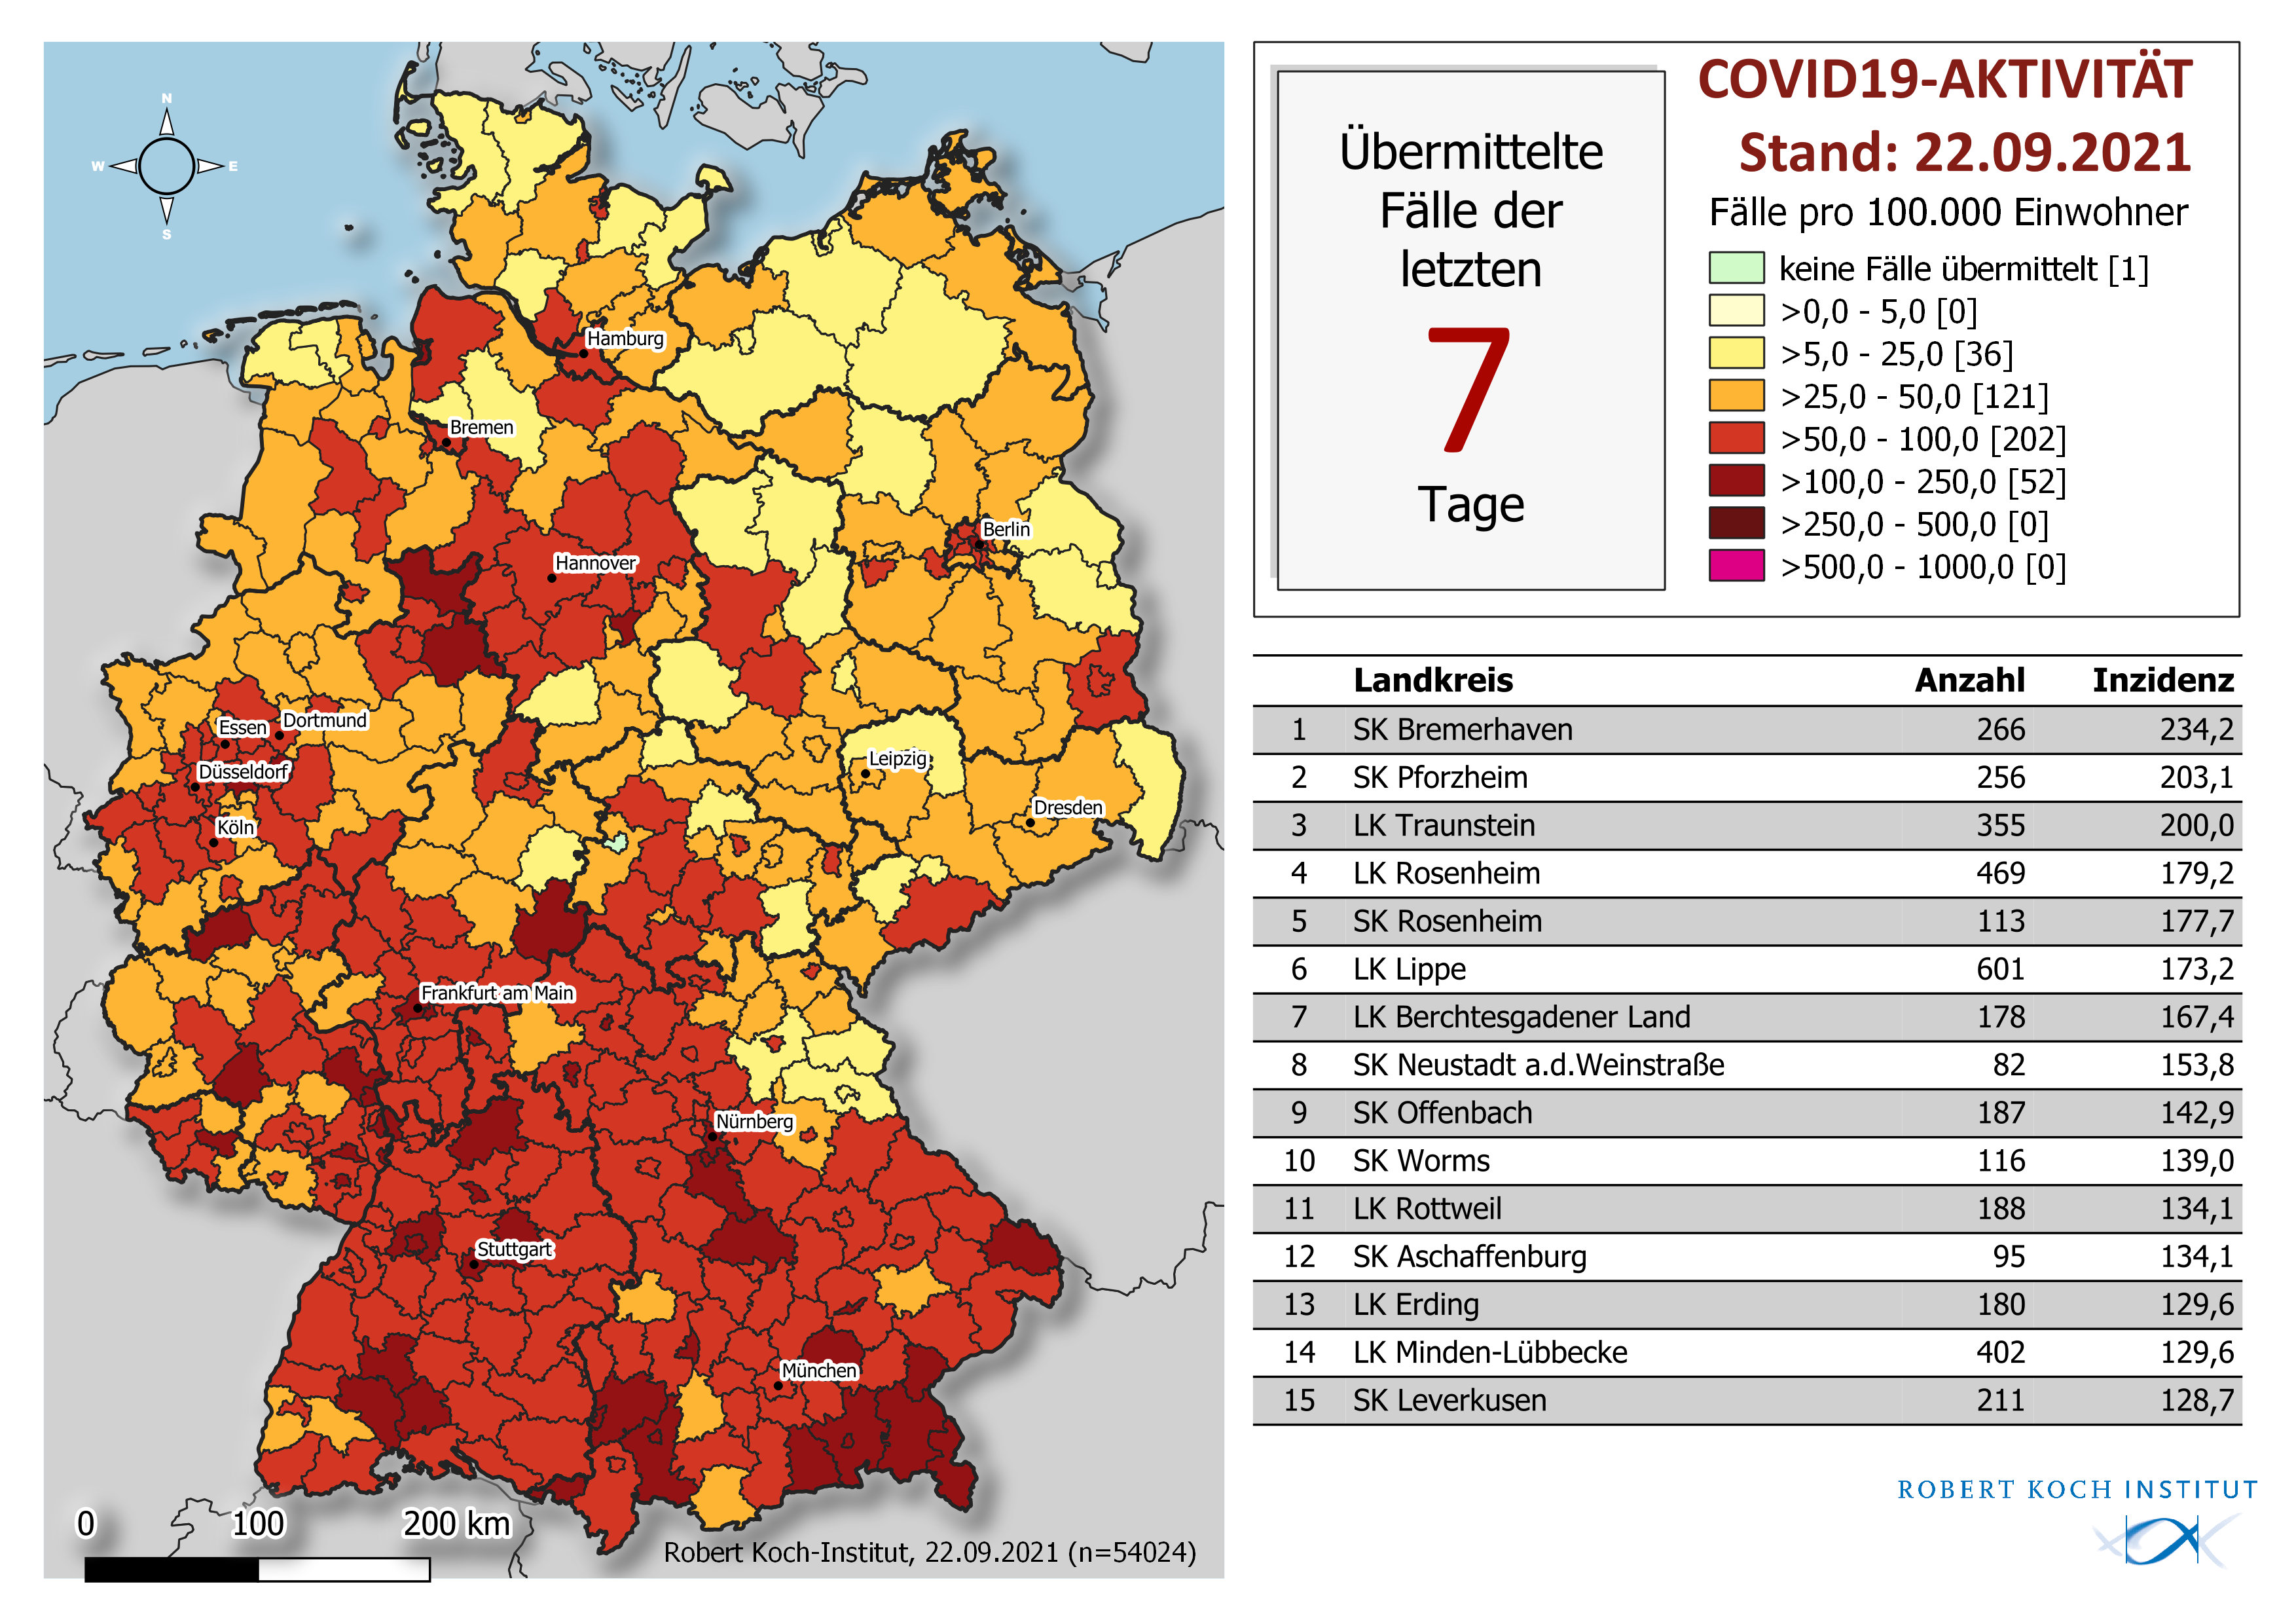 N
W
E
S
Hamburg
Bremen
Berlin
Hannover
Essen
Dortmund
Düsseldorf
Leipzig
Köln
Dresden
Frankfurt am Main
Nürnberg
Stuttgart
München
0
100
200 km
Robert Koch-Institut, 22.09.2021 (n=54024)
Übermittelte
Fälle der
letzten
7
Tage
COVID19-AKTIVITÄT
Stand: 22.09.2021
Fälle pro 100.000 Einwohner
keine Fälle übermittelt [1]
>0,0 - 5,0 [0]
>5,0 - 25,0 [36]
>25,0 - 50,0 [121]
>50,0 - 100,0 [202]
>100,0 - 250,0 [52]
>250,0 - 500,0 [0]
>500,0 - 1000,0 [0]
Landkreis Anzahl Inzidenz
1 SK Bremerhaven 266 234,2
2 SK Pforzheim 256 203,1
3 LK Traunstein 355 200,0
4 LK Rosenheim 469 179,2
5 SK Rosenheim 113 177,7
6 LK Lippe 601 173,2
7 LK Berchtesgadener Land 178 167,4
8 SK Neustadt a.d.Weinstraße 82 153,8
9 SK Offenbach 187 142,9
10 SK Worms 116 139,0
11 LK Rottweil 188 134,1
12 SK Aschaffenburg 95 134,1
13 LK Erding 180 129,6
14 LK Minden-Lübbecke 402 129,6
15 SK Leverkusen 211 128,7
ROBERT KOCH INSTITUT